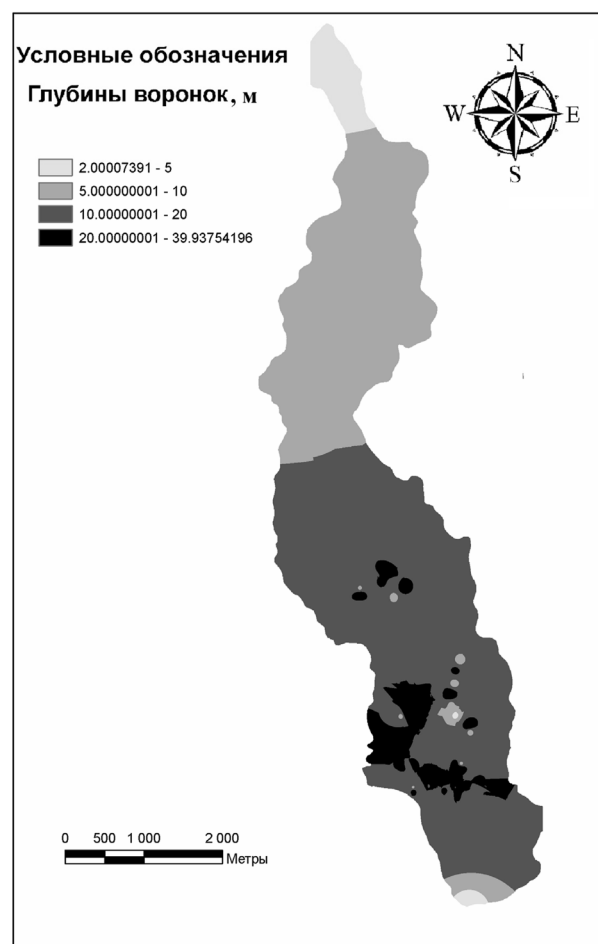 Условные обозначения
Глубины воронок, м
N
W E
S
2.00007391 - 5
5.000000001 - 10
10.00000001 - 20
20.00000001 - 39.93754196
0 500 1 000 2 000
Метры